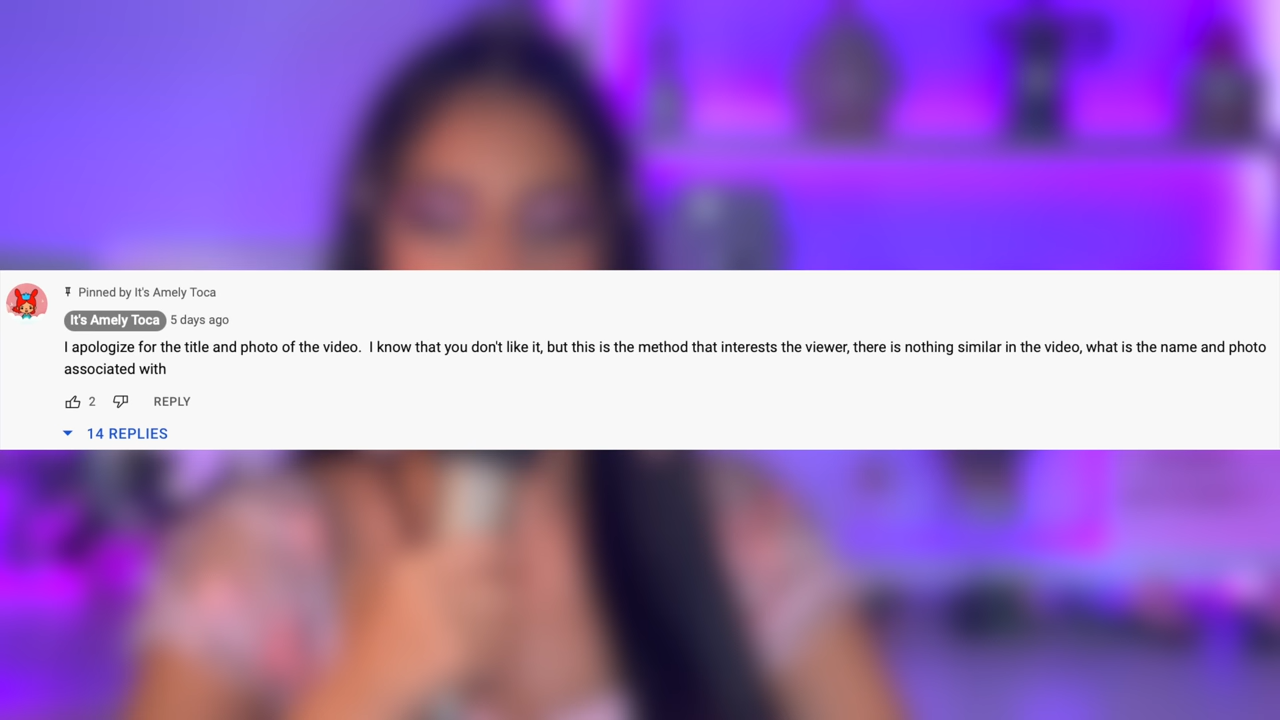 Pinned by It's Amely Toca
It's Amely Toca 5 days ago
I apologize for the title and photo of the video.  I know that you don't like it, but this is the method that interests the viewer, there is nothing similar in the video, what is the name and photo
associated with
2 REPLY
14 REPLIES